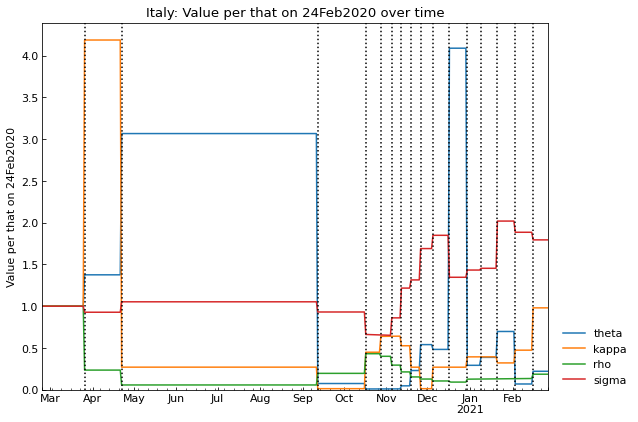 Italy: Value per that on 24Feb2020 over time
Value per that on 24Feb2020
4.0
3.5
3.0
2.5
2.0
1.5
1.0
0.5
0.0
Mar Apr May Jun Jul Aug Sep Oct Nov Dec Jan Feb
2021
theta
kappa
rho
sigma